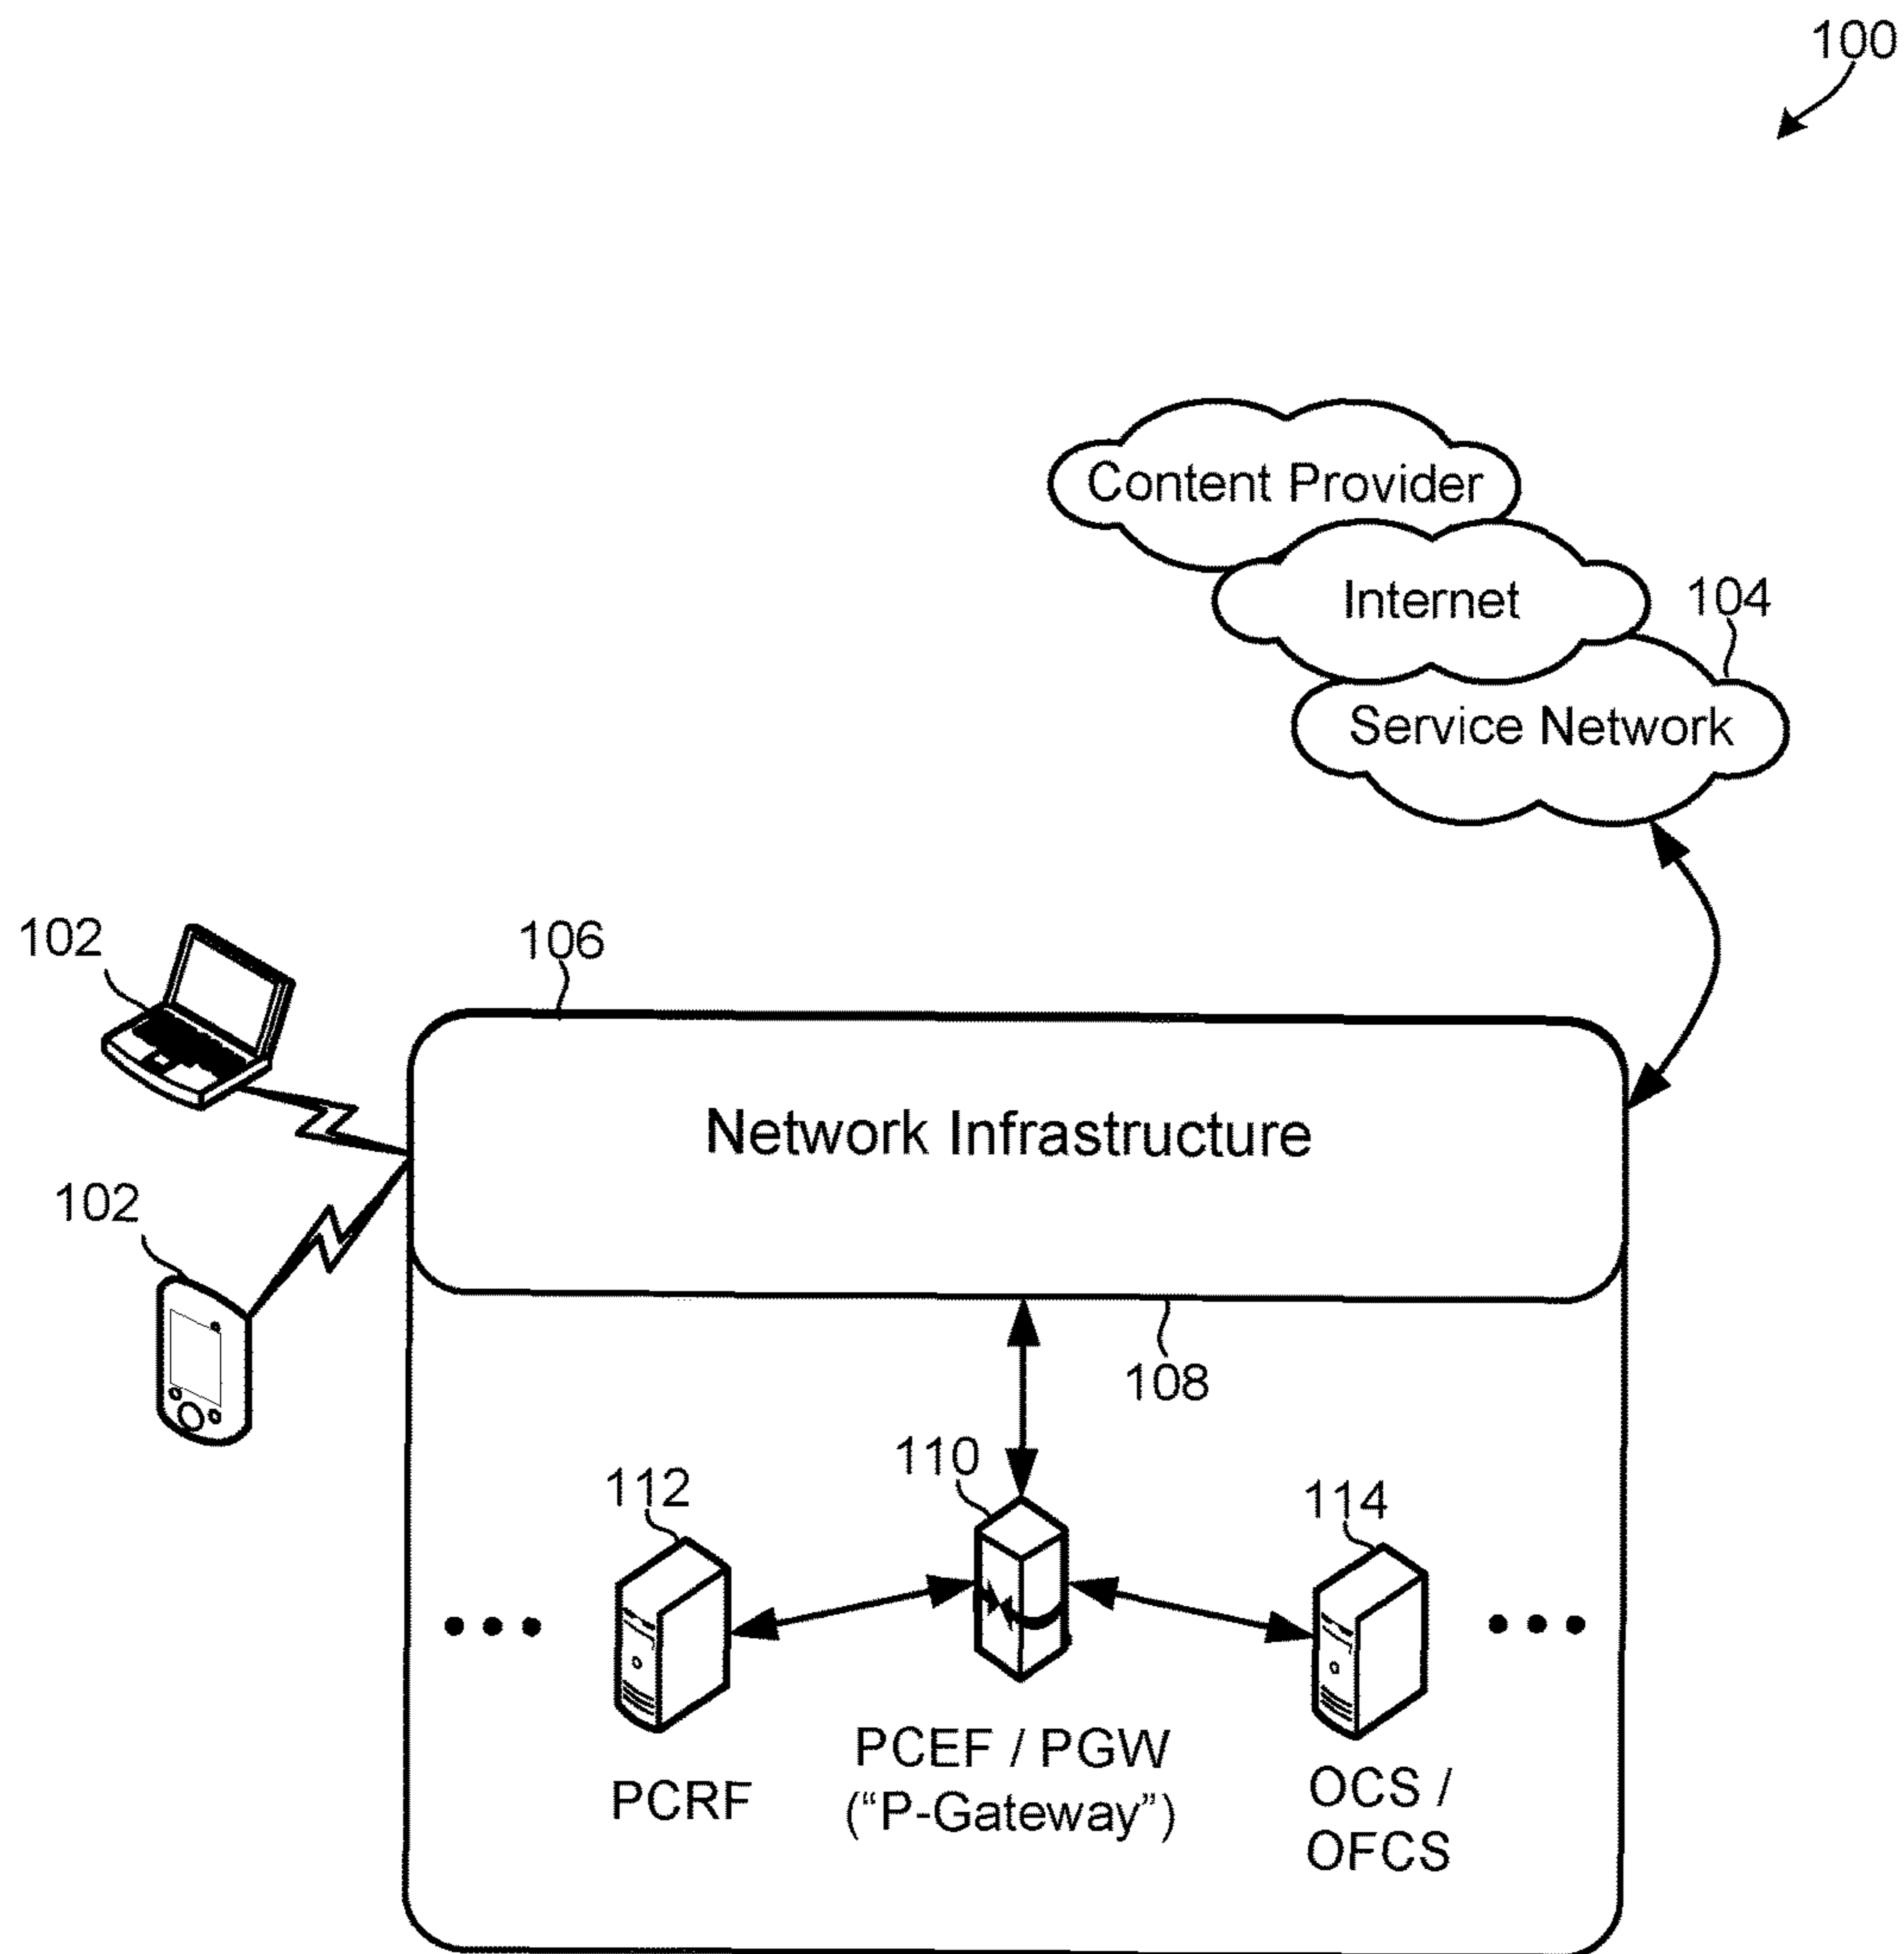 100
Content Provider
Internet
104
Service Network
102
106
Network Infrastructure
102
108
110
112
114
PCEF / PGW
("P-Gateway")
PCRF
OCS /
OFCS